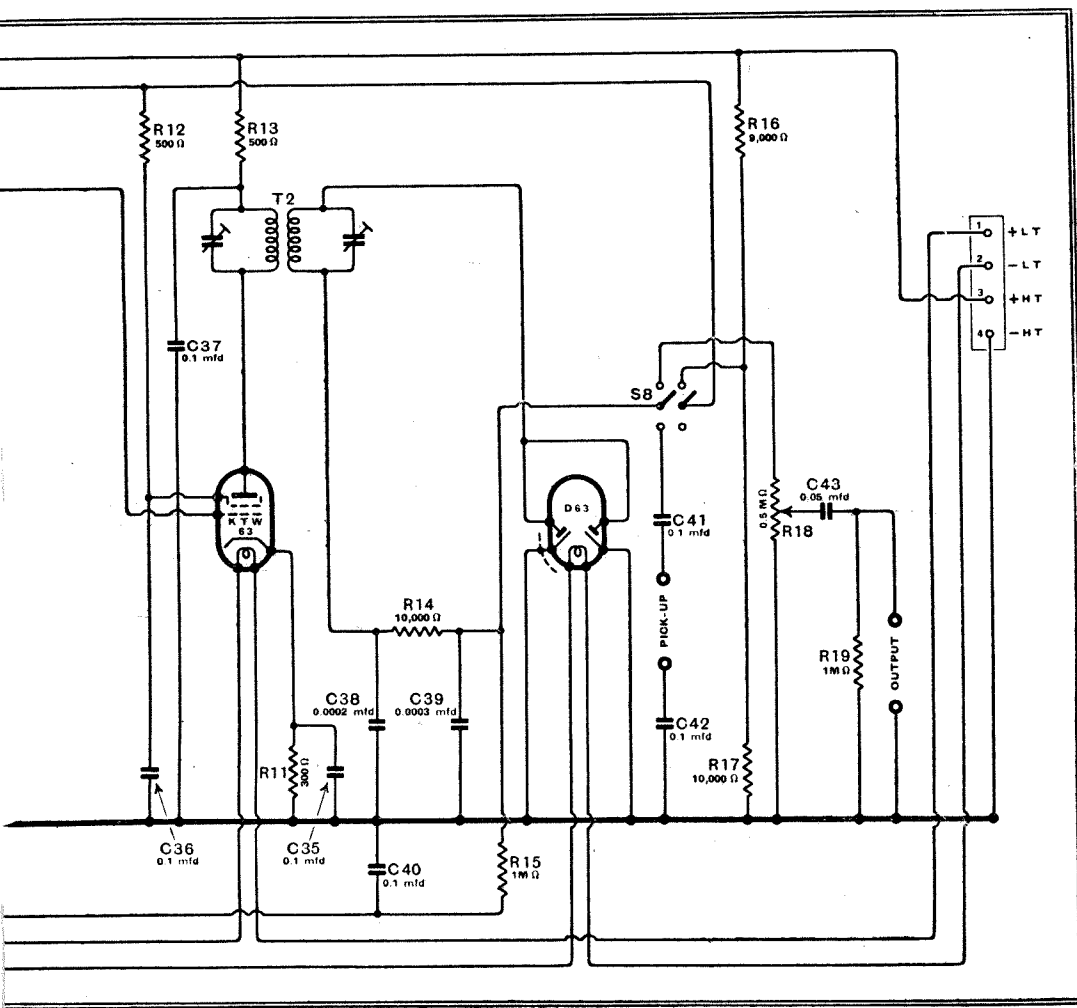 R12
500 Ω
R13
500 Ω
R16
9,000 Ω
T2
1
+LT
2
-LT
3
+HT
4
-HT
C37
0.1 mfd
S8
KTW
63
D63
C41
0.1 mfd
0.5 MΩ
R18
C43
0.05 mfd
R14
10,000 Ω
PICK-UP
R19
1MΩ
OUTPUT
C38
0.0002 mfd
C39
0.0003 mfd
C42
0.1 mfd
R11
300 Ω
R17
10,000 Ω
C36
0.1 mfd
C35
0.1 mfd
C40
0.1 mfd
R15
1MΩ